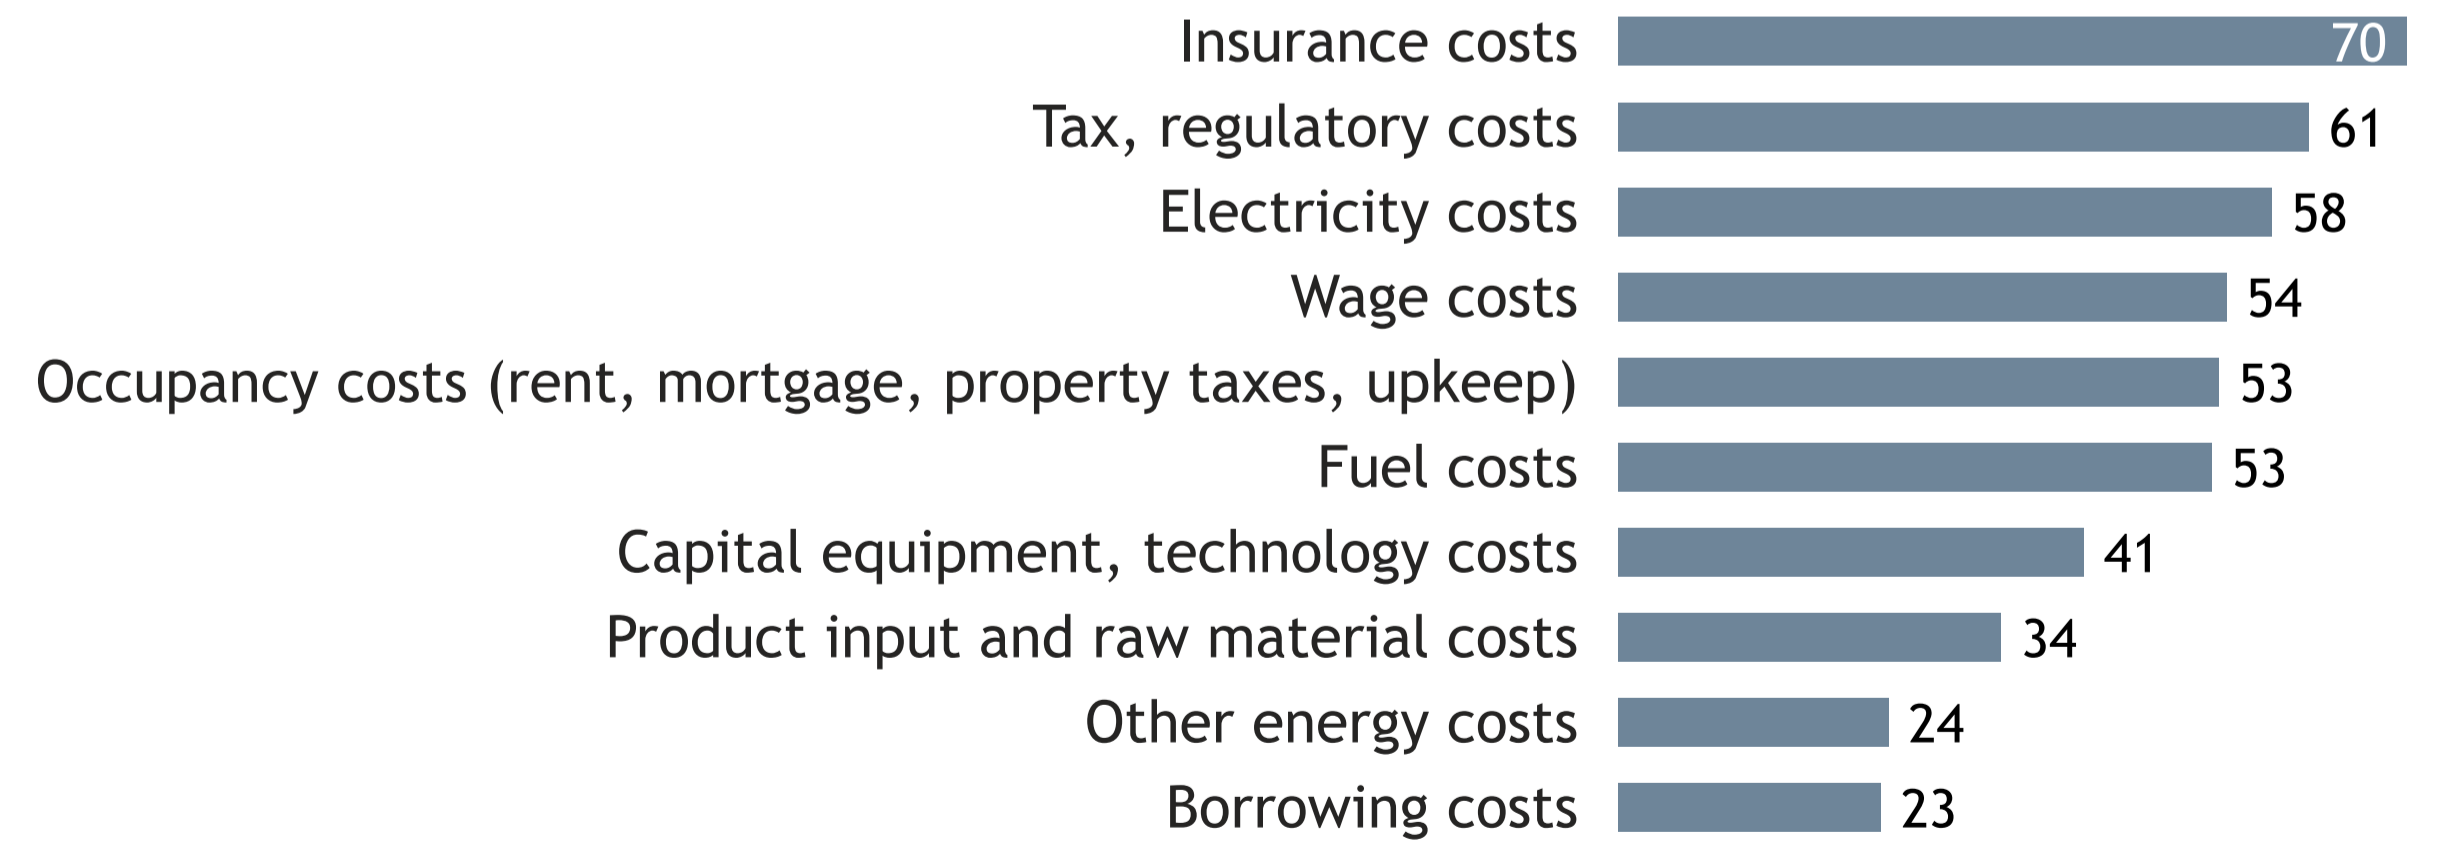 Insurance costs 70
Tax, regulatory costs 61
Electricity costs 58
Wage costs 54
Occupancy costs (rent, mortgage, property taxes, upkeep) 53
Fuel costs 53
Capital equipment, technology costs 41
Product input and raw material costs 34
Other energy costs 24
Borrowing costs 23